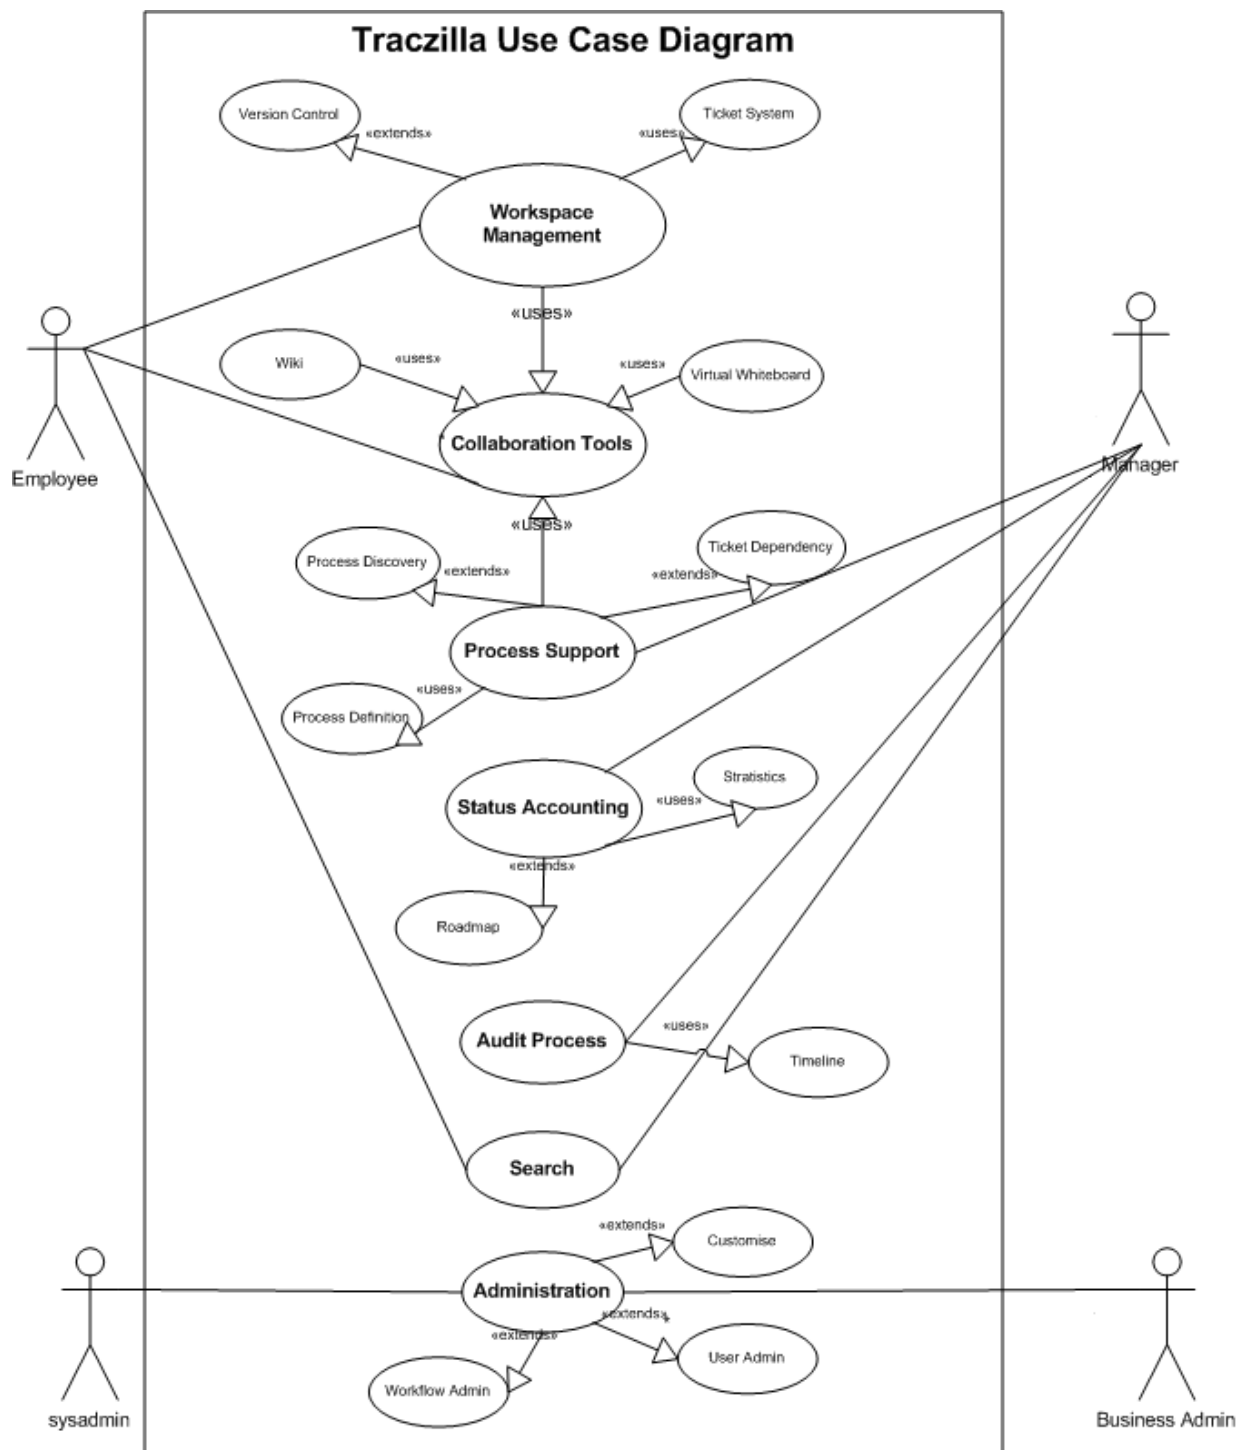 Traczilla Use Case Diagram
Version Control
Ticket System
«extends»
«uses»
Workspace
Management
«uses»
Wiki
«uses»
«uses»
Virtual Whiteboard
Collaboration Tools
Employee
Manager
«uses»
Process Discovery
«extends»
Ticket Dependency
«extends»
Process Support
«uses»
Process Definition
Status Accounting
«uses»
Stratistics
«extends»
Roadmap
Audit Process
«uses»
Timeline
Search
«extends»
Customise
Administration
«extends»
«extends»
User Admin
Workflow Admin
sysadmin
Business Admin